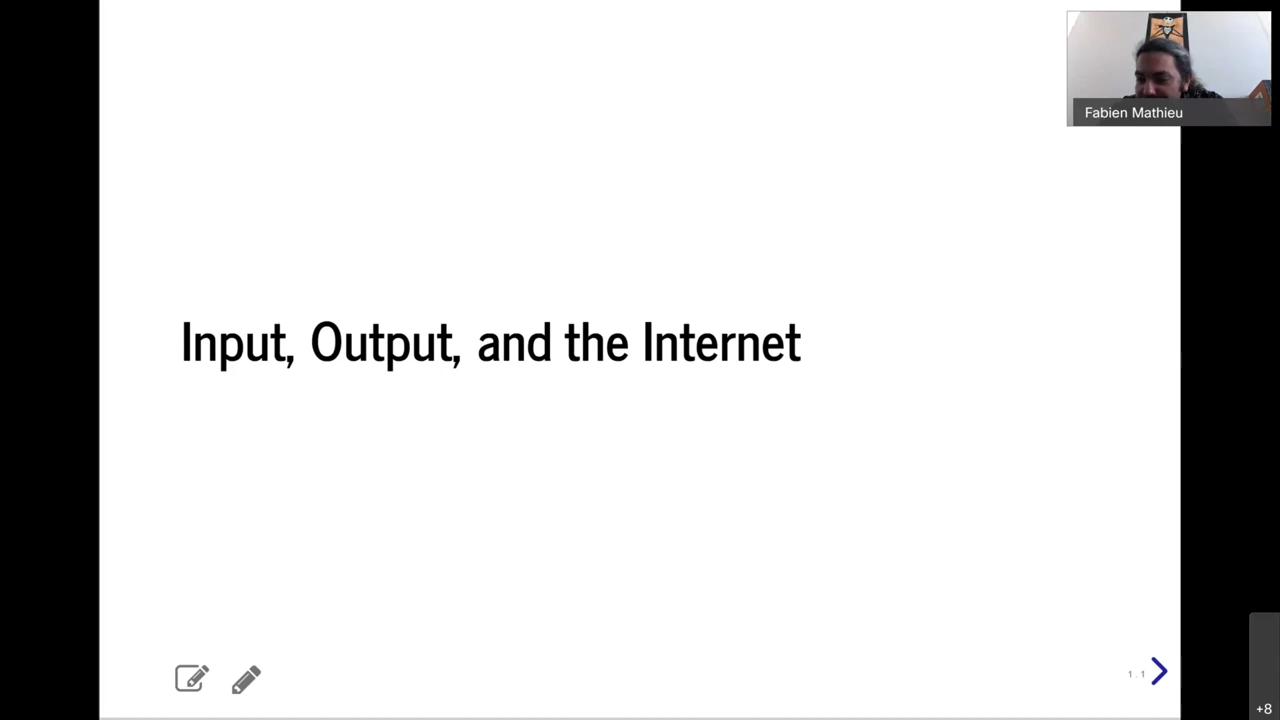 Fabien Mathieu
Input, Output, and the Internet
1.1
+8